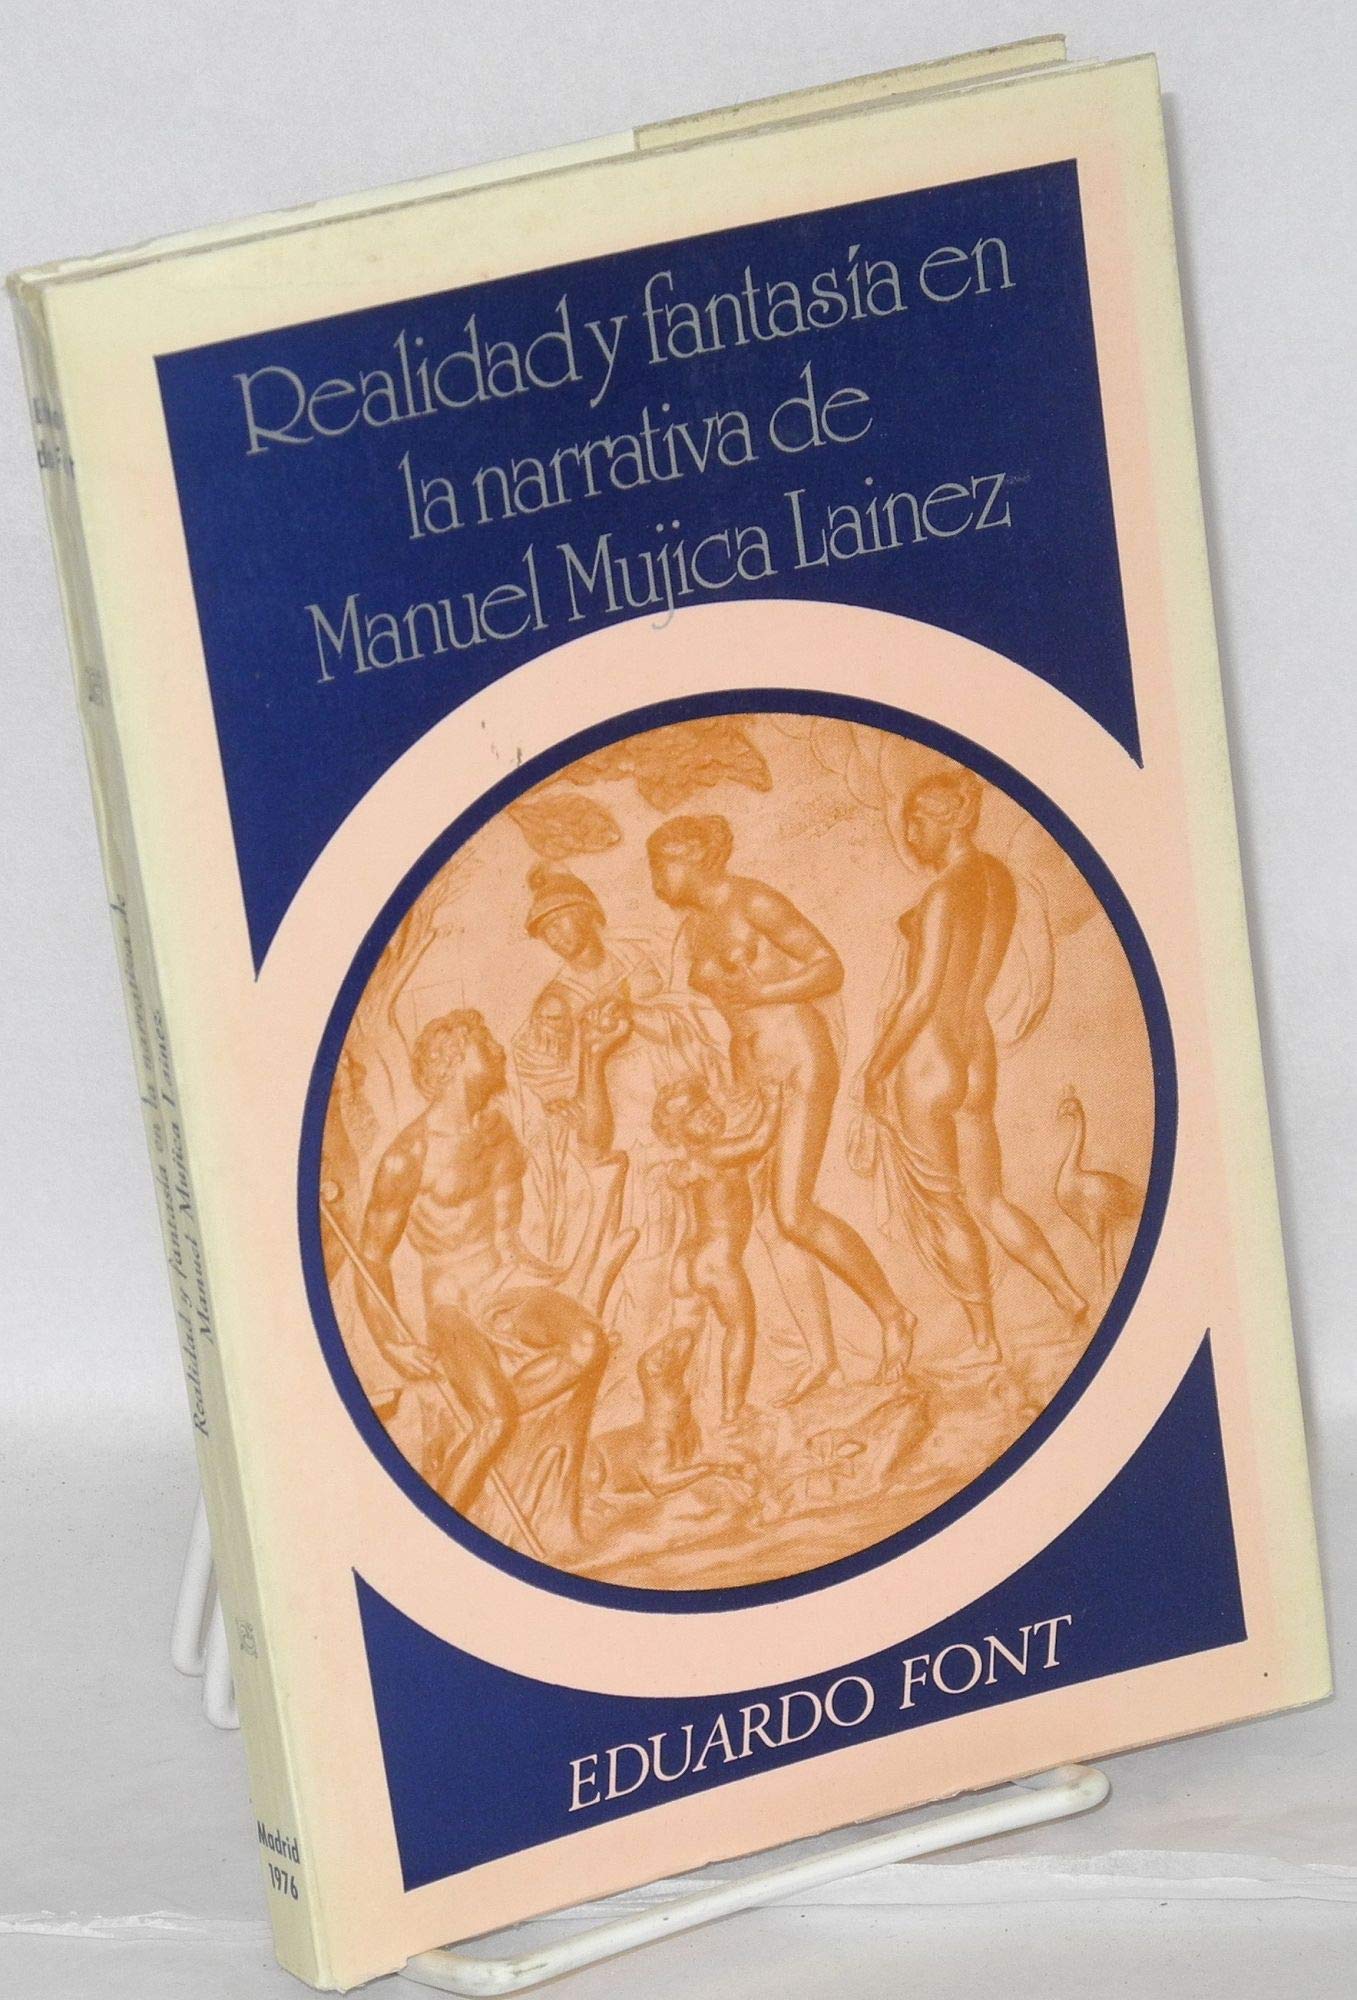 Realidad y fantasía en
la narrativa de
Manuel Mujica Lainez
EDUARDO FONT
Realidad y fantasía en la narrativa de
Manuel Mujica Lainez
Madrid
1976